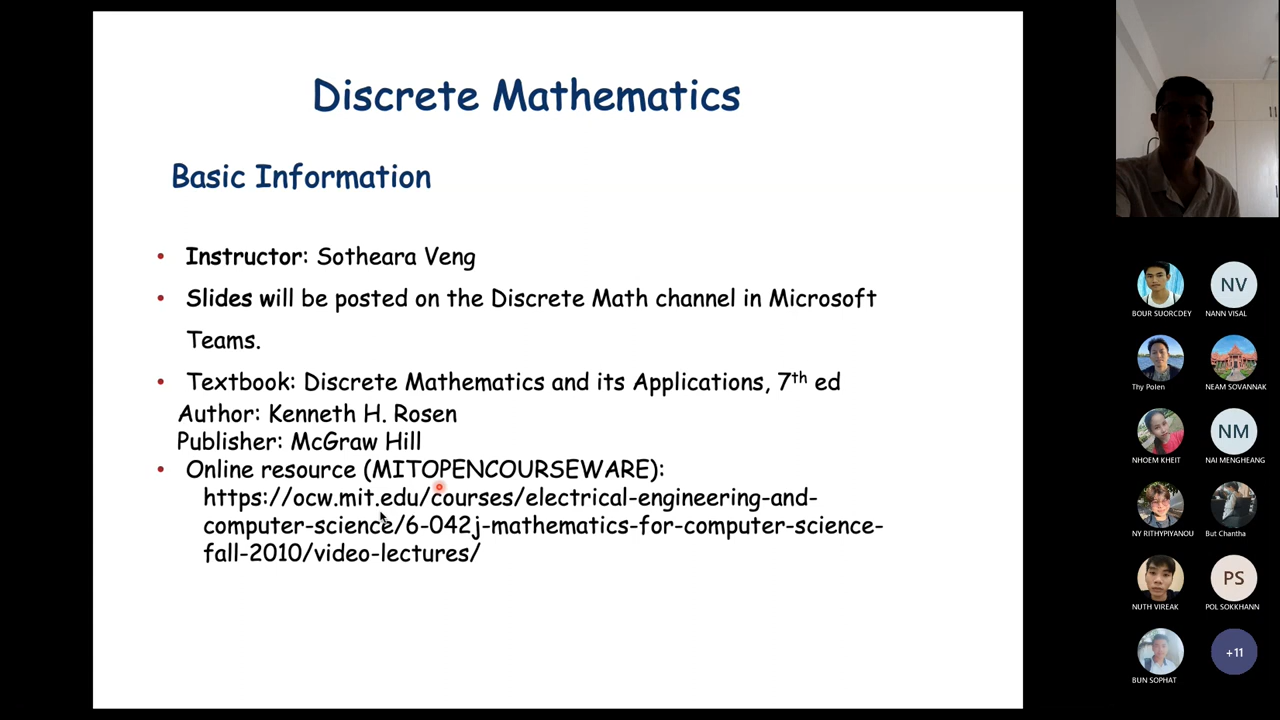 Discrete Mathematics
Basic Information
• Instructor: Sotheara Veng
• Slides will be posted on the Discrete Math channel in Microsoft
Teams.
• Textbook: Discrete Mathematics and its Applications, 7th ed
Author: Kenneth H. Rosen
Publisher: McGraw Hill
• Online resource (MITOPENCOURSEWARE):
https://ocw.mit.edu/courses/electrical-engineering-and-
computer-science/6-042j-mathematics-for-computer-science-
fall-2010/video-lectures/
BOUR SUORCDEY
NV
NANN VISAL
Thy Polen
NEAM SOVANNAK
NHOEM KHEIT
NM
NAI MENGHEANG
NY RITHYPIYANOU
But Chantha
NUTH VIREAK
PS
POL SOKKHANN
BUN SOPHAT
+11